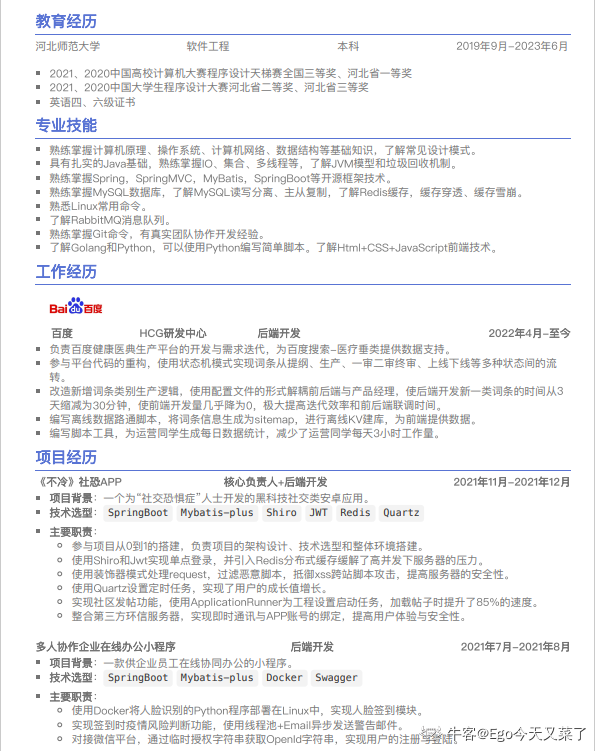 教育经历
河北师范大学 软件工程 本科 2019年9月-2023年6月
2021、2020中国高校计算机大赛程序设计天梯赛全国三等奖、河北省一等奖
2021、2020中国大学生程序设计大赛河北省二等奖、河北省三等奖
英语四、六级证书
专业技能
熟练掌握计算机原理、操作系统、计算机网络、数据结构等基础知识，了解常见设计模式。
具有扎实的Java基础，熟练掌握IO、集合、多线程等，了解JVM模型和垃圾回收机制。
熟练掌握Spring，SpringMVC，MyBatis，SpringBoot等开源框架技术。
熟练掌握MySQL数据库，了解MySQL读写分离、主从复制，了解Redis缓存，缓存穿透、缓存雪崩。
熟悉Linux常用命令。
了解RabbitMQ消息队列。
熟练掌握Git命令，有真实团队协作开发经验。
了解Golang和Python，可以使用Python编写简单脚本。了解Html+CSS+JavaScript前端技术。
工作经历
Bai du 百度
百度 HCG研发中心 后端开发 2022年4月-至今
负责百度健康医典生产平台的开发与需求迭代，为百度搜索-医疗垂类提供数据支持。
参与平台代码的重构，使用状态机模式实现词条从提纲、生产、一审二审终审、上线下线等多种状态间的流
转。
改造新增词条类别生产逻辑，使用配置文件的形式解耦前后端与产品经理，使后端开发新一类词条的时间从3
天缩减为30分钟，使前端开发量几乎降为0，极大提高迭代效率和前后端联调时间。
编写离线数据路通脚本，将词条信息生成为sitemap，进行离线KV建库，为前端提供数据。
编写脚本工具，为运营同学生成每日数据统计，减少了运营同学每天3小时工作量。
项目经历
《不冷》社恐APP 核心负责人+后端开发 2021年11月-2021年12月
项目背景：一个为“社交恐惧症”人士开发的黑科技社交类安卓应用。
技术选型： SpringBoot Mybatis-plus Shiro JWT Redis Quartz
主要职责：
参与项目从0到1的搭建，负责项目的架构设计、技术选型和整体环境搭建。
使用Shiro和Jwt实现单点登录，并引入Redis分布式缓存缓解了高并发下服务器的压力。
使用装饰器模式处理request，过滤恶意脚本，抵御xss跨站脚本攻击，提高服务器的安全性。
使用Quartz设置定时任务，实现了用户的成长值增长。
实现社区发帖功能，使用ApplicationRunner为工程设置启动任务，加载帖子时提升了85%的速度。
整合第三方环信服务器，实现即时通讯与APP账号的绑定，提高用户体验与安全性。
多人协作企业在线办公小程序 后端开发 2021年7月-2021年8月
项目背景：一款供企业员工在线协同办公的小程序。
技术选型： SpringBoot Mybatis-plus Docker Swagger
主要职责：
使用Docker将人脸识别的Python程序部署在Linux中，实现人脸签到模块。
实现签到时疫情风险判断功能，使用线程池+Email异步发送警告邮件。
对接微信平台，通过临时授权字符串获取OpenId字符串，实现用户的注册与登陆。
牛客@Ego今天又菜了